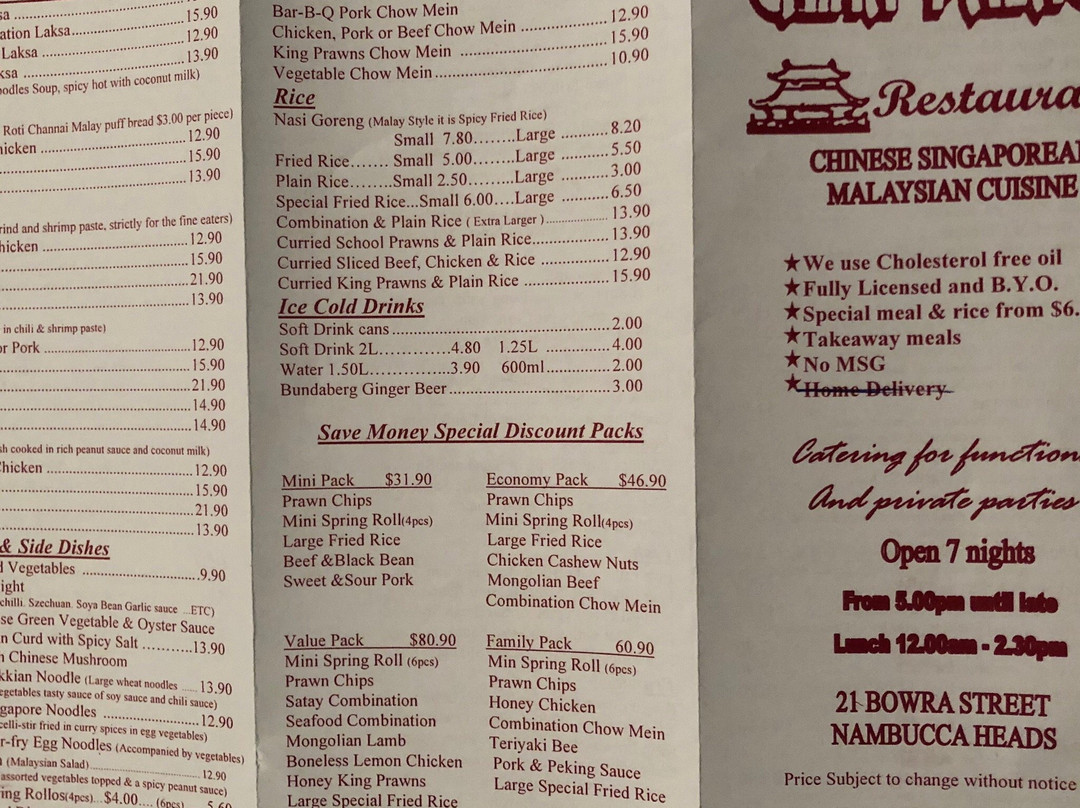 sa ..... 15.90
ation Laksa..... 12.90
Laksa ..... 13.90
ksa .....
oodles Soup, spicy hot with coconut milk)
Roti Channai Malay puff bread $3.00 per piece)
hicken ..... 12.90
..... 15.90
..... 13.90
rind and shrimp paste, strictly for the fine eaters)
hicken ..... 12.90
..... 15.90
..... 21.90
..... 13.90
in chili & shrimp paste)
or Pork ..... 12.90
..... 15.90
..... 21.90
..... 14.90
..... 14.90
sh cooked in rich peanut sauce and coconut milk)
Chicken ..... 12.90
..... 15.90
..... 21.90
..... 13.90
& Side Dishes
d Vegetables ..... 9.90
ight
chilli, Szechuan, Soya Bean Garlic sauce ...ETC)
se Green Vegetable & Oyster Sauce
n Curd with Spicy Salt ..... 13.90
h Chinese Mushroom
kkian Noodle (Large wheat noodles ..... 13.90
egetables tasty sauce of soy sauce and chili sauce)
gapore Noodles ..... 12.90
celli-stir fried in curry spices in egg vegetables)
r-fry Egg Noodles (Accompanied by vegetables)
(Malaysian Salad)..... 12.90
assorted vegetables topped & a spicy peanut sauce)
ing Rollos(4pcs)...$4.00.... (6pcs) 5.60
Bar-B-Q Pork Chow Mein
Chicken, Pork or Beef Chow Mein ..... 12.90
King Prawns Chow Mein ..... 15.90
Vegetable Chow Mein..... 10.90
Rice
Nasi Goreng (Malay Style it is Spicy Fried Rice)
Small 7.80.......Large .......... 8.20
Fried Rice....... Small 5.00.......Large .......... 5.50
Plain Rice.......Small 2.50........Large .......... 3.00
Special Fried Rice...Small 6.00....Large .......... 6.50
Combination & Plain Rice ( Extra Larger )..... 13.90
Curried School Prawns & Plain Rice..... 13.90
Curried Sliced Beef, Chicken & Rice ..... 12.90
Curried King Prawns & Plain Rice ..... 15.90
Ice Cold Drinks
Soft Drink cans ..... 2.00
Soft Drink 2L.............4.80 1.25L ..... 4.00
Water 1.50L..............3.90 600ml..... 2.00
Bundaberg Ginger Beer..... 3.00
Save Money Special Discount Packs
Mini Pack $31.90
Prawn Chips
Mini Spring Roll(4pcs)
Large Fried Rice
Beef &Black Bean
Sweet &Sour Pork
Economy Pack $46.90
Prawn Chips
Mini Spring Roll(4pcs)
Large Fried Rice
Chicken Cashew Nuts
Mongolian Beef
Combination Chow Mein
Value Pack $80.90
Mini Spring Roll (6pcs)
Prawn Chips
Satay Combination
Seafood Combination
Mongolian Lamb
Boneless Lemon Chicken
Honey King Prawns
Large Special Fried Rice
Family Pack 60.90
Min Spring Roll (6pcs)
Prawn Chips
Honey Chicken
Combination Chow Mein
Teriyaki Bee
Pork & Peking Sauce
Large Special Fried Rice
Restaura
CHINESE SINGAPOREA
MALAYSIAN CUISINE
★We use Cholesterol free oil
★Fully Licensed and B.Y.O.
★Special meal & rice from $6.
★Takeaway meals
★No MSG
★Home Delivery
Catering for function
And private parties
Open 7 nights
From 5.00pm until late
Lunch 12.00am - 2.30pm
21 BOWRA STREET
NAMBUCCA HEADS
Price Subject to change without notice